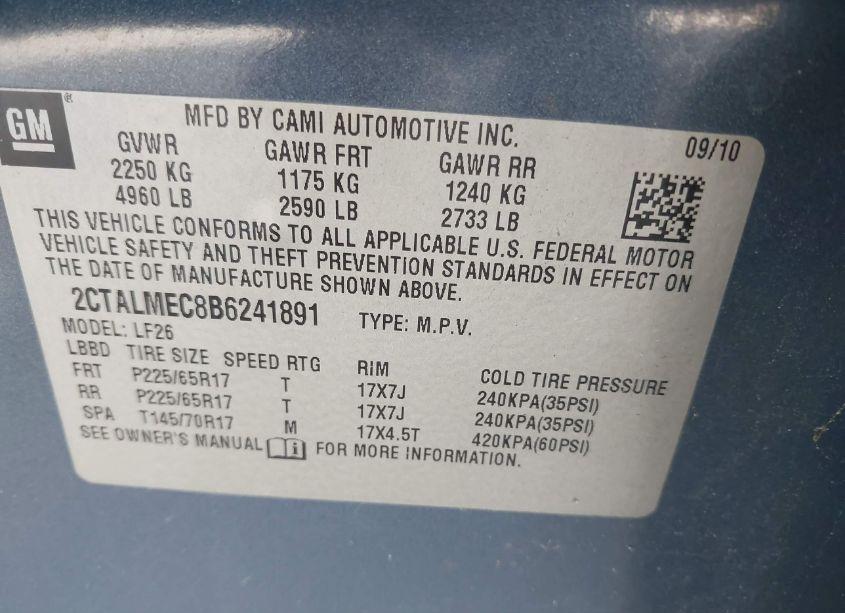 GM ®
MFD BY CAMI AUTOMOTIVE INC. 09/10
GVWR GAWR FRT GAWR RR
2250 KG 1175 KG 1240 KG
4960 LB 2590 LB 2733 LB
THIS VEHICLE CONFORMS TO ALL APPLICABLE U.S. FEDERAL MOTOR
VEHICLE SAFETY AND THEFT PREVENTION STANDARDS IN EFFECT ON
THE DATE OF MANUFACTURE SHOWN ABOVE.
2CTALMEC8B6241891 TYPE: M.P.V.
MODEL: LF26
LBBD TIRE SIZE SPEED RTG RIM COLD TIRE PRESSURE
FRT P225/65R17 T 17X7J 240KPA(35PSI)
RR P225/65R17 T 17X7J 240KPA(35PSI)
SPA T145/70R17 M 17X4.5T 420KPA(60PSI)
SEE OWNER'S MANUAL i FOR MORE INFORMATION.